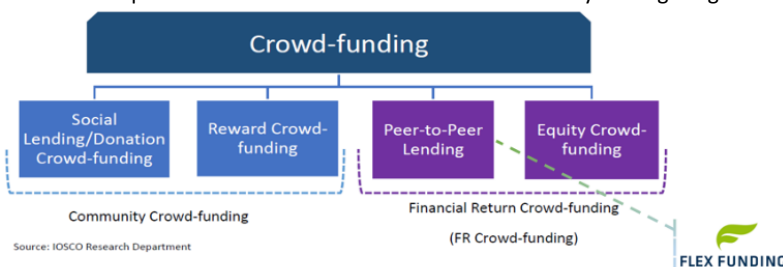 Crowd-funding
Social
Lending/Donation
Crowd-funding
Reward Crowd-
funding
Peer-to-Peer
Lending
Equity Crowd-
funding
Community Crowd-funding
Financial Return Crowd-funding
(FR Crowd-funding)
Source: IOSCO Research Department
FLEX FUNDING